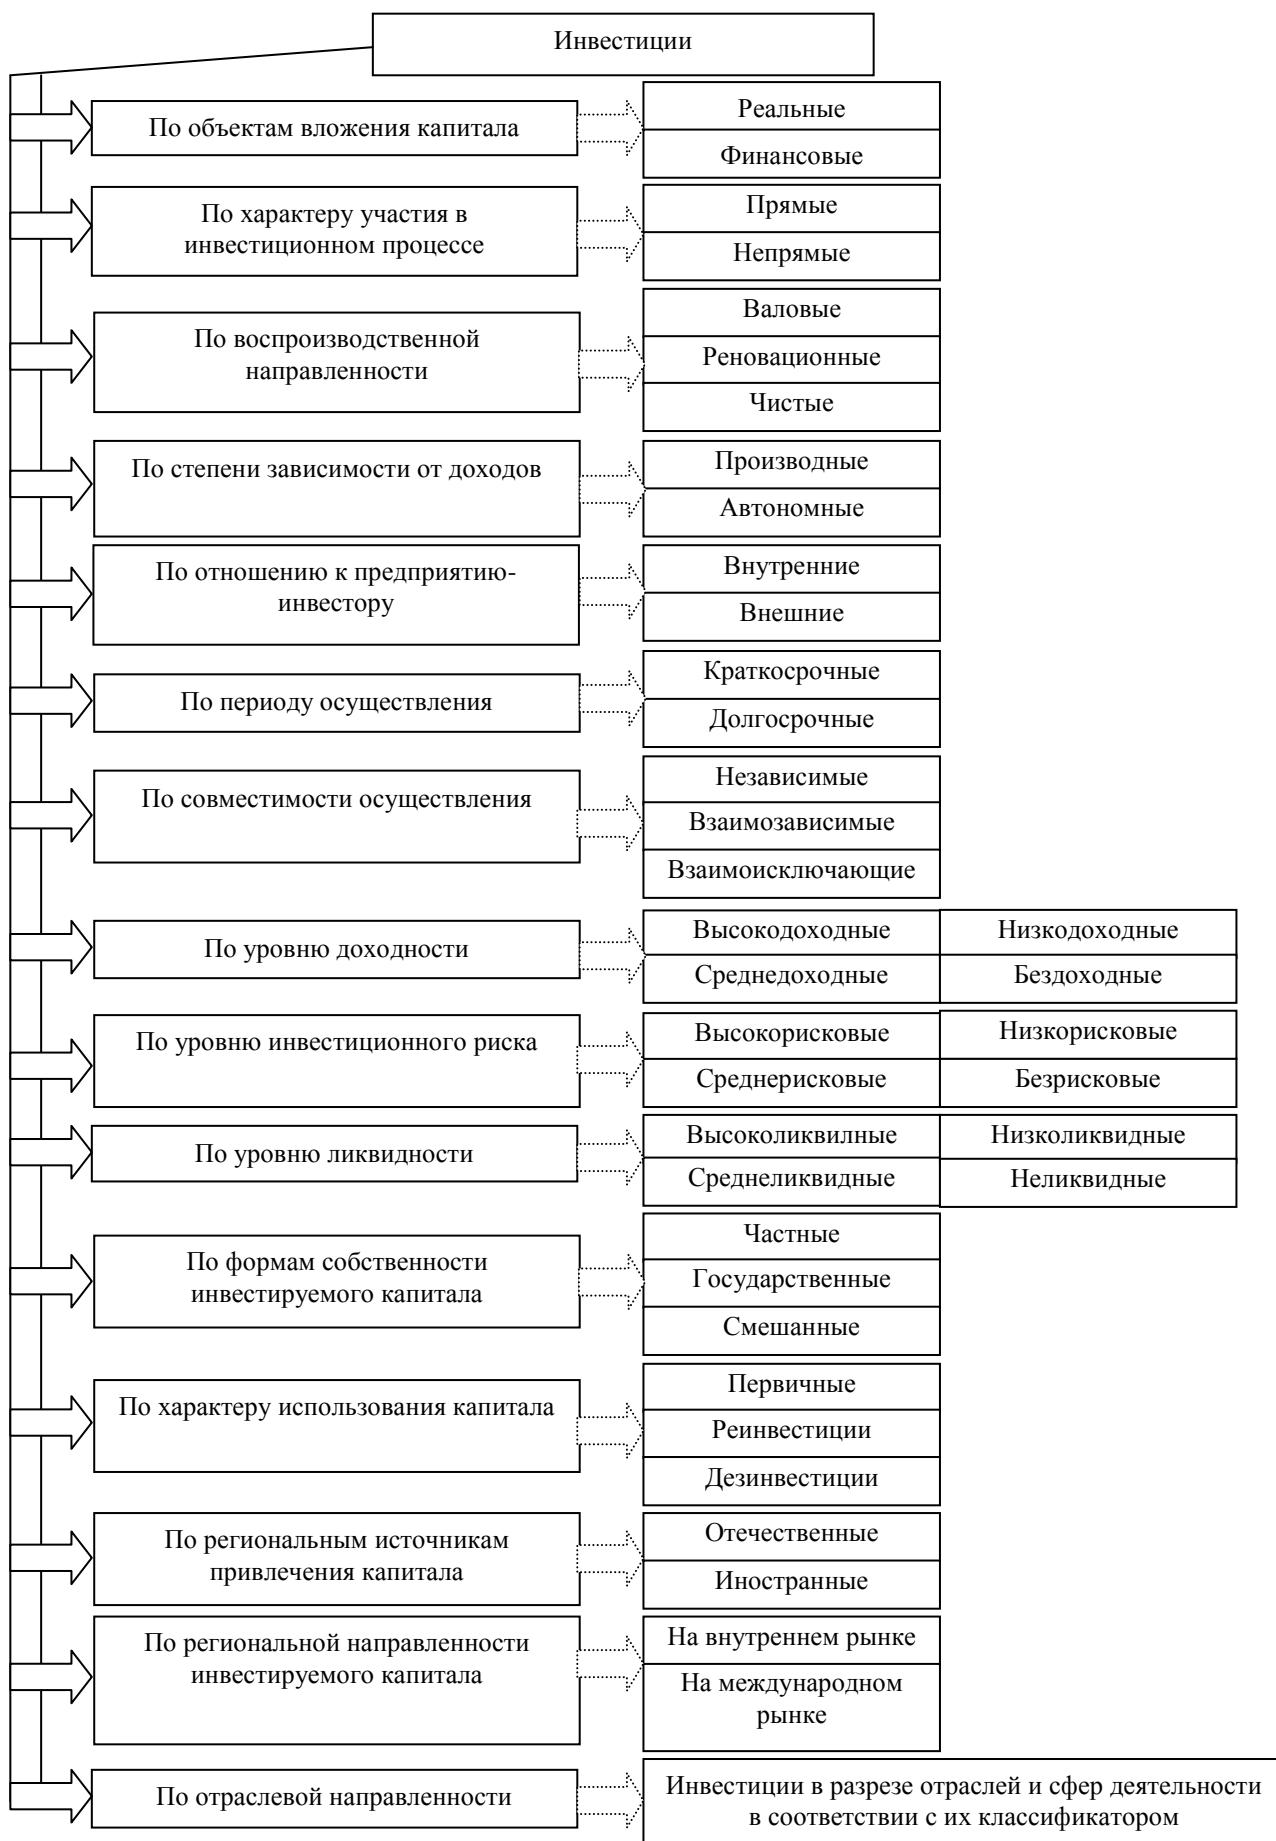 Инвестиции
По объектам вложения капитала
Реальные
Финансовые
По характеру участия в
инвестиционном процессе
Прямые
Непрямые
По воспроизводственной
направленности
Валовые
Реновационные
Чистые
По степени зависимости от доходов
Производные
Автономные
По отношению к предприятию-
инвестору
Внутренние
Внешние
По периоду осуществления
Краткосрочные
Долгосрочные
По совместимости осуществления
Независимые
Взаимозависимые
Взаимоисключающие
По уровню доходности
Высокодоходные
Низкодоходные
Среднедоходные
Бездоходные
По уровню инвестиционного риска
Высокорисковые
Низкорисковые
Среднерисковые
Безрисковые
По уровню ликвидности
Высоколиквилные
Низколиквидные
Среднеликвидные
Неликвидные
По формам собственности
инвестируемого капитала
Частные
Государственные
Смешанные
По характеру использования капитала
Первичные
Реинвестиции
Дезинвестиции
По региональным источникам
привлечения капитала
Отечественные
Иностранные
По региональной направленности
инвестируемого капитала
На внутреннем рынке
На международном
рынке
По отраслевой направленности
Инвестиции в разрезе отраслей и сфер деятельности
в соответствии с их классификатором